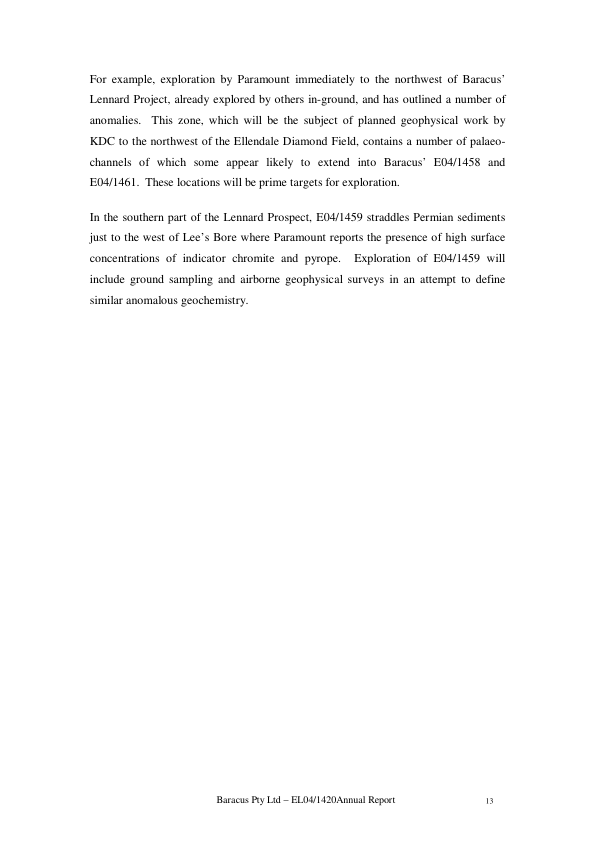 For example, exploration by Paramount immediately to the northwest of Baracus’
Lennard Project, already explored by others in-ground, and has outlined a number of
anomalies.  This zone, which will be the subject of planned geophysical work by
KDC to the northwest of the Ellendale Diamond Field, contains a number of palaeo-
channels of which some appear likely to extend into Baracus’ E04/1458 and
E04/1461.  These locations will be prime targets for exploration.
In the southern part of the Lennard Prospect, E04/1459 straddles Permian sediments
just to the west of Lee’s Bore where Paramount reports the presence of high surface
concentrations of indicator chromite and pyrope.  Exploration of E04/1459 will
include ground sampling and airborne geophysical surveys in an attempt to define
similar anomalous geochemistry.
Baracus Pty Ltd – EL04/1420Annual Report 13